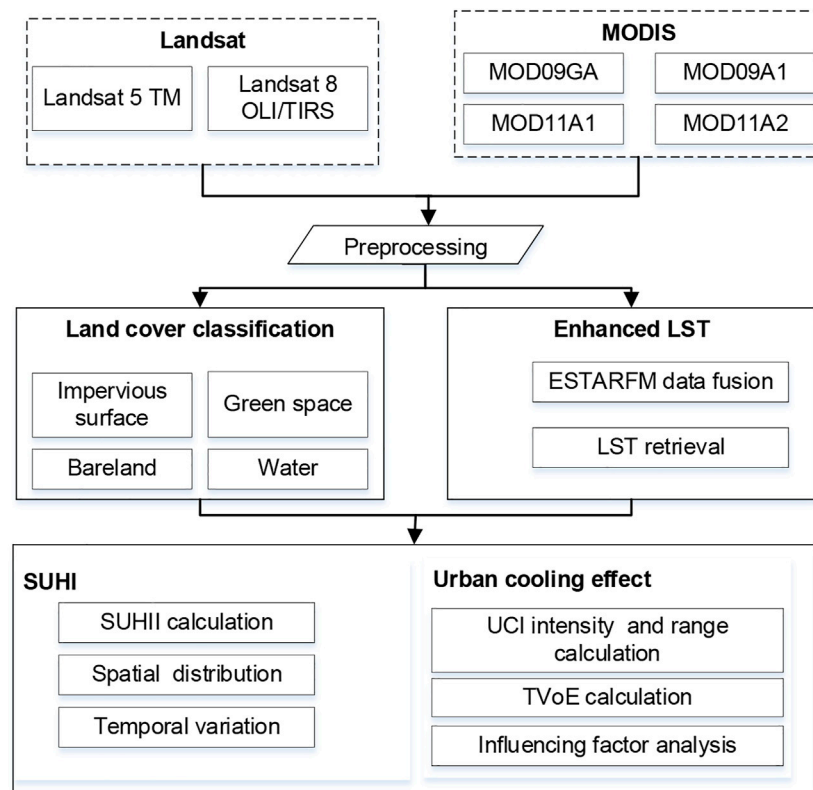 Landsat
Landsat 5 TM
Landsat 8
OLI/TIRS
MODIS
MOD09GA
MOD09A1
MOD11A1
MOD11A2
Preprocessing
Land cover classification
Impervious
surface
Green space
Bareland
Water
Enhanced LST
ESTARFM data fusion
LST retrieval
SUHI
SUHII calculation
Spatial distribution
Temporal variation
Urban cooling effect
UCI intensity and range
calculation
TVoE calculation
Influencing factor analysis